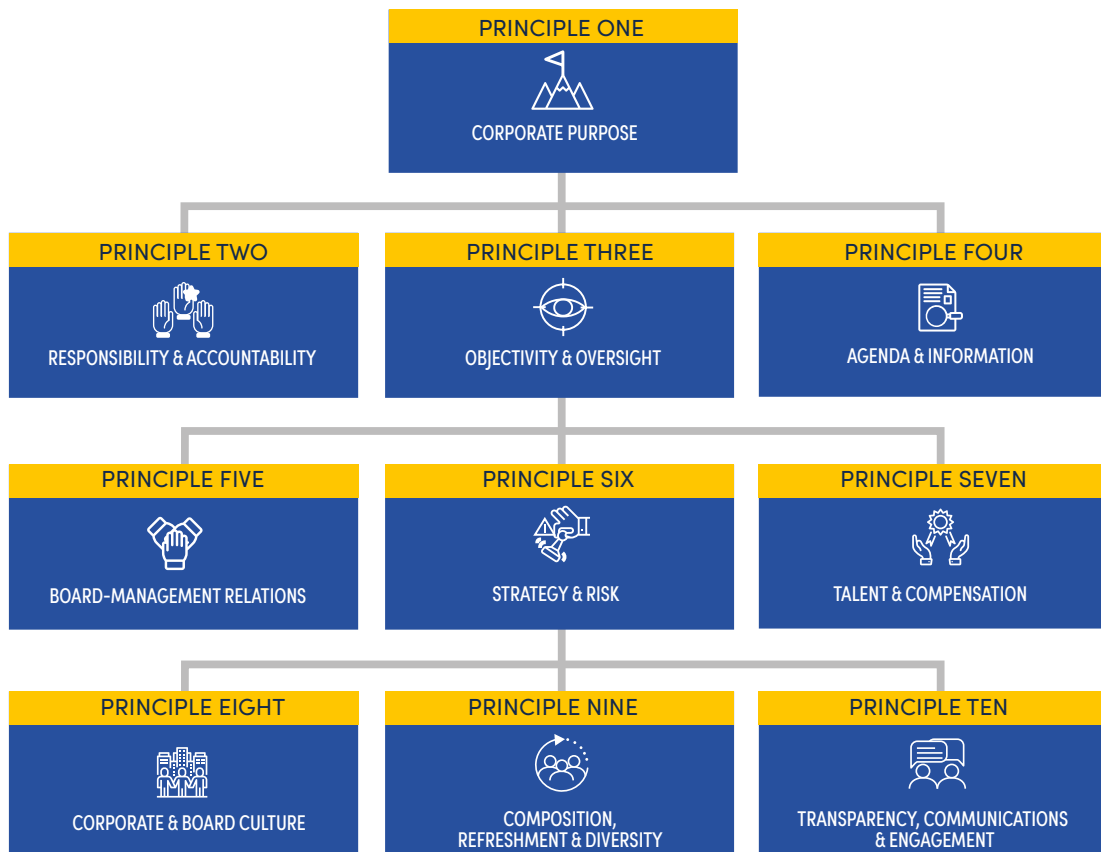 PRINCIPLE ONE
CORPORATE PURPOSE
PRINCIPLE TWO
RESPONSIBILITY & ACCOUNTABILITY
PRINCIPLE THREE
OBJECTIVITY & OVERSIGHT
PRINCIPLE FOUR
AGENDA & INFORMATION
PRINCIPLE FIVE
BOARD-MANAGEMENT RELATIONS
PRINCIPLE SIX
STRATEGY & RISK
PRINCIPLE SEVEN
TALENT & COMPENSATION
PRINCIPLE EIGHT
CORPORATE & BOARD CULTURE
PRINCIPLE NINE
COMPOSITION,
REFRESHMENT & DIVERSITY
PRINCIPLE TEN
TRANSPARENCY, COMMUNICATIONS
& ENGAGEMENT